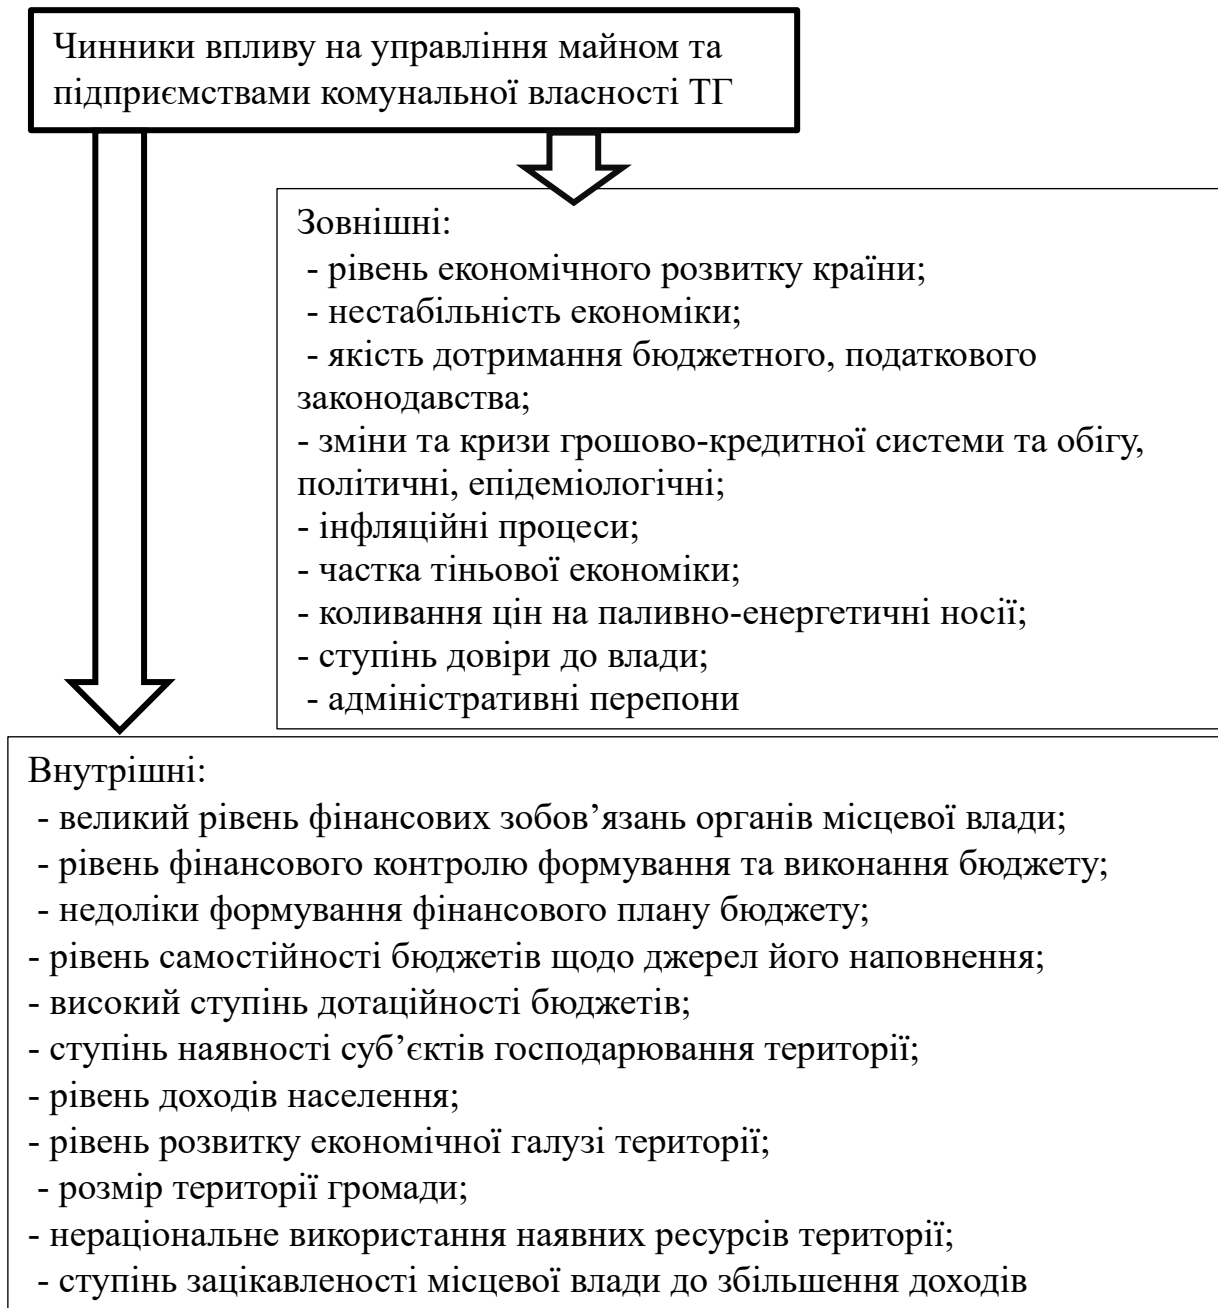 Чинники впливу на управління майном та
підприємствами комунальної власності ТГ
Зовнішні:
- рівень економічного розвитку країни;
- нестабільність економіки;
- якість дотримання бюджетного, податкового
законодавства;
- зміни та кризи грошово-кредитної системи та обігу,
політичні, епідеміологічні;
- інфляційні процеси;
- частка тіньової економіки;
- коливання цін на паливно-енергетичні носії;
- ступінь довіри до влади;
- адміністративні перепони
Внутрішні:
- великий рівень фінансових зобов’язань органів місцевої влади;
- рівень фінансового контролю формування та виконання бюджету;
- недоліки формування фінансового плану бюджету;
- рівень самостійності бюджетів щодо джерел його наповнення;
- високий ступінь дотаційності бюджетів;
- ступінь наявності суб’єктів господарювання території;
- рівень доходів населення;
- рівень розвитку економічної галузі території;
- розмір території громади;
- нераціональне використання наявних ресурсів території;
- ступінь зацікавленості місцевої влади до збільшення доходів